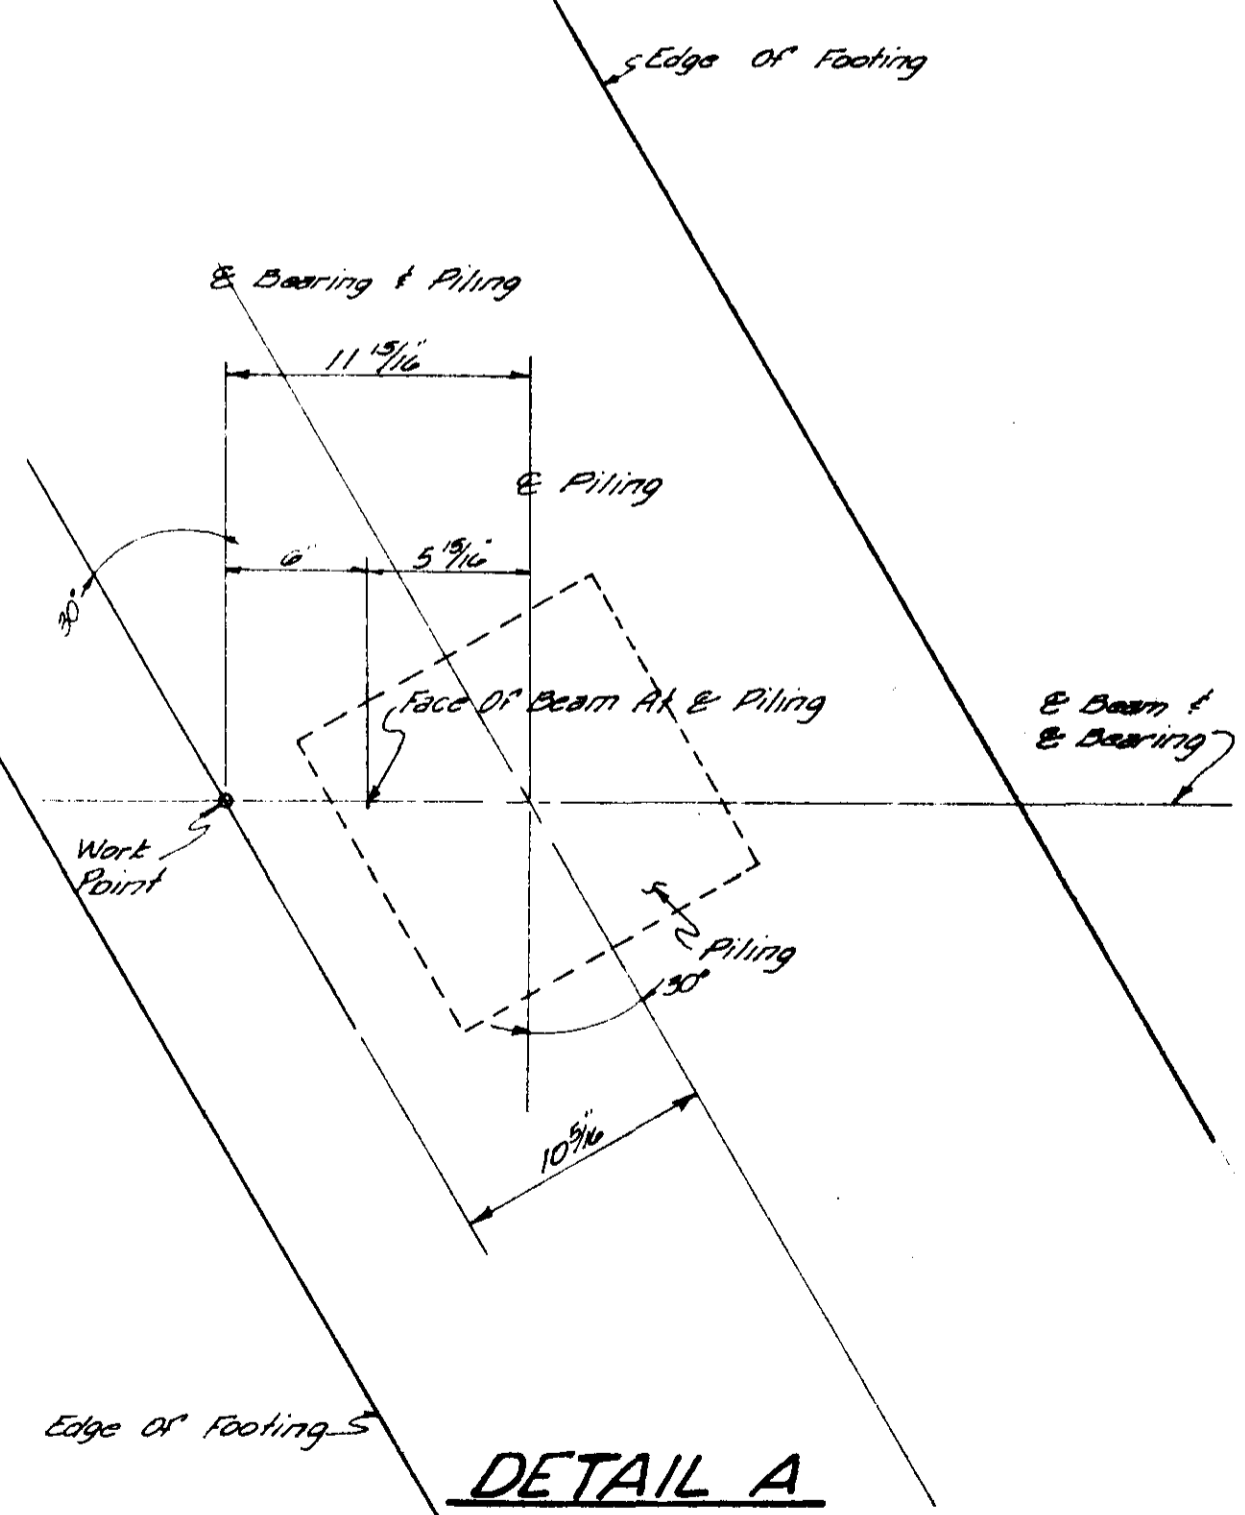 Edge Of Footing
℄ Bearing & Piling
11 15/16"
℄ Piling
6"
5 15/16"
30°
Face Of Beam At ℄ Piling
℄ Beam &
℄ Bearing
Work
Point
Piling
30°
10 5/16"
Edge Of Footing
DETAIL A